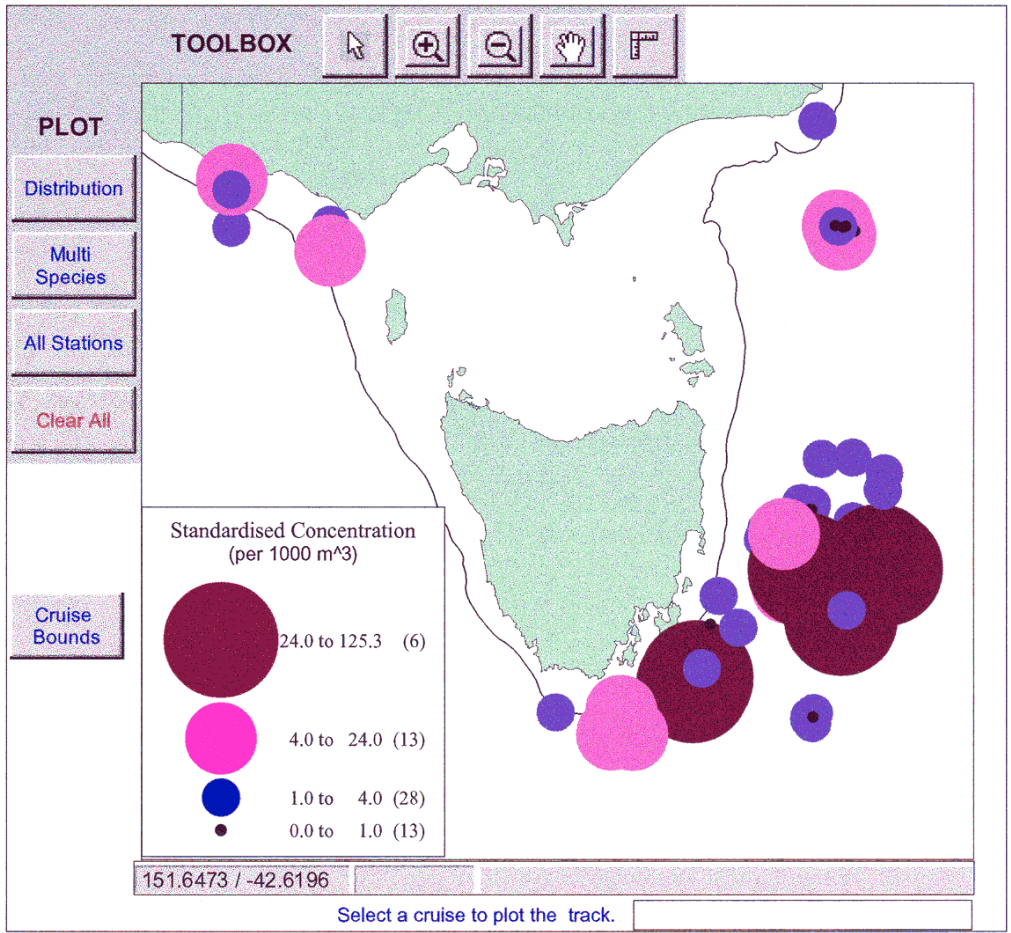 TOOLBOX
PLOT
Distribution
Multi
Species
All Stations
Clear All
Cruise
Bounds
Standardised Concentration
(per 1000 m^3)
24.0 to 125.3 (6)
4.0 to 24.0 (13)
1.0 to 4.0 (28)
0.0 to 1.0 (13)
151.6473 / -42.6196
Select a cruise to plot the track.